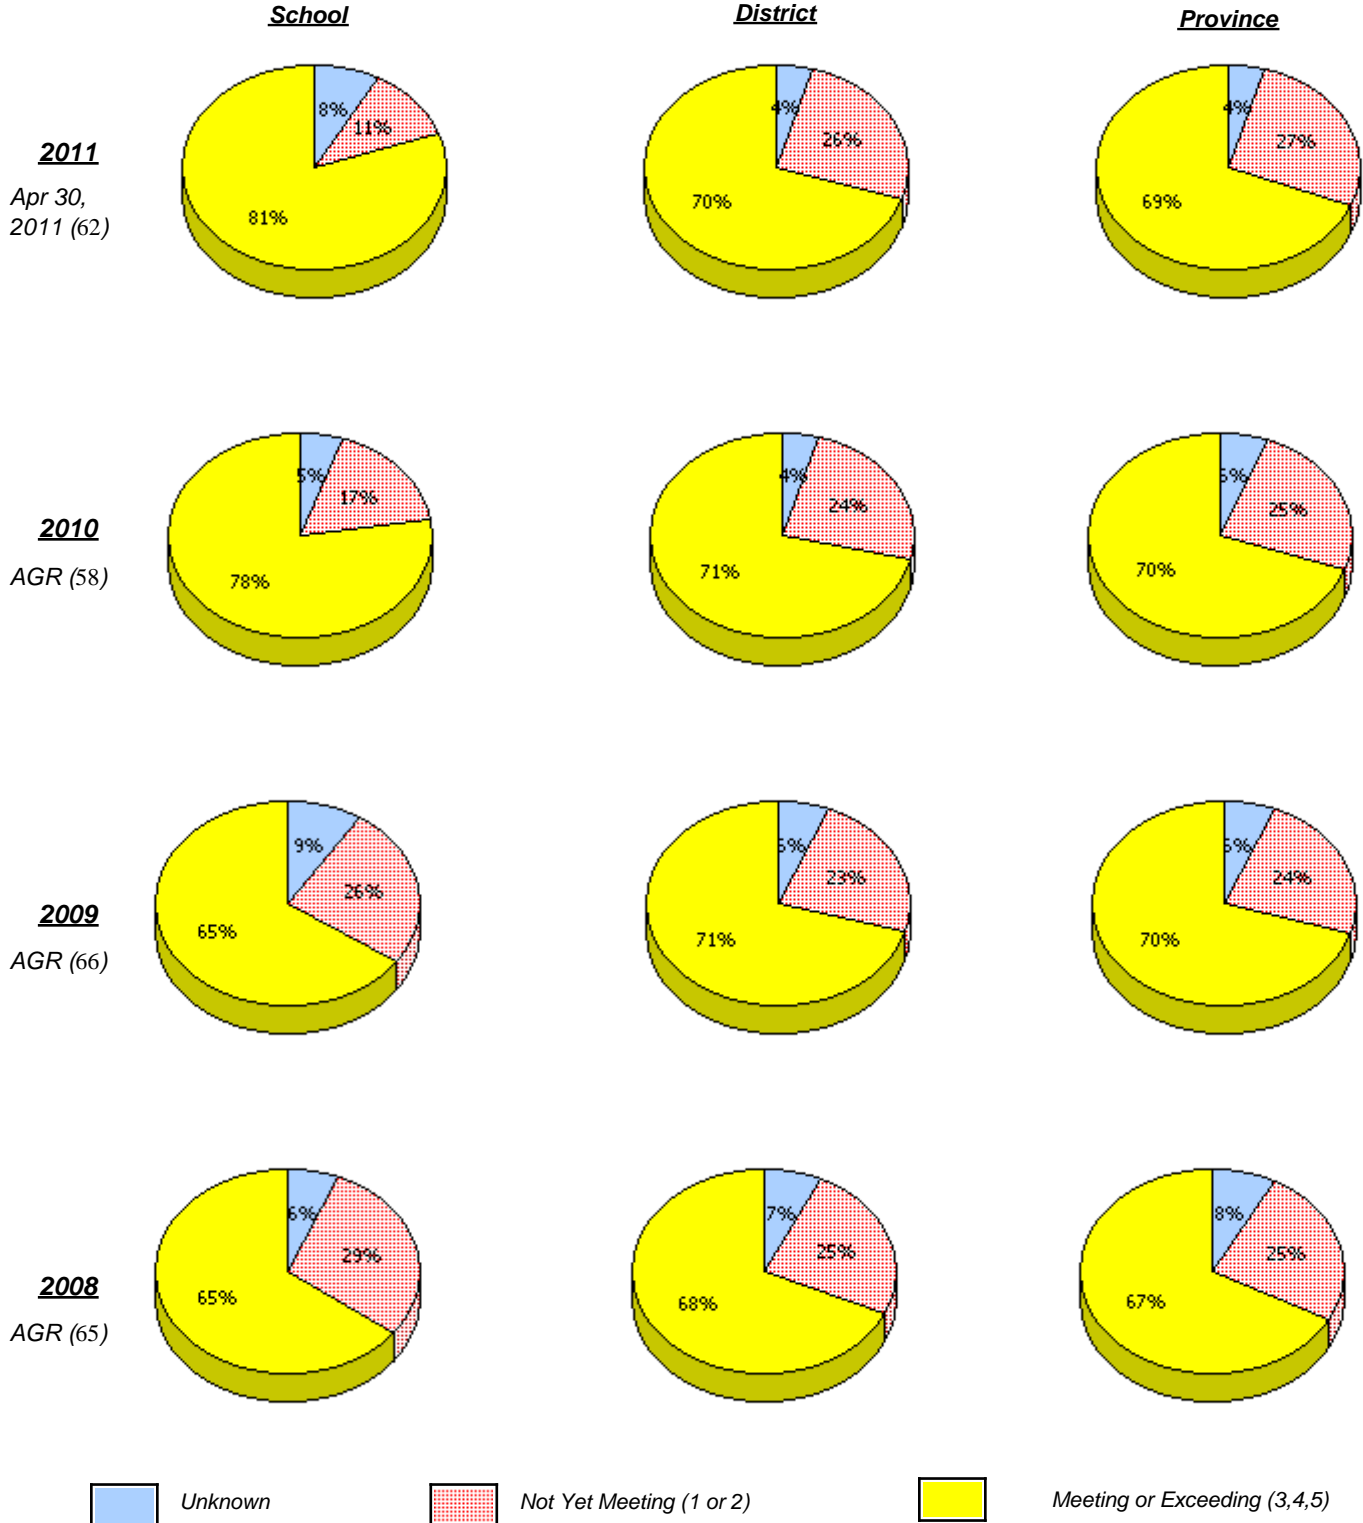 School District Province
8% 4% 4%
11% 26% 27%
2011
Apr 30,
2011 (62)
81% 70% 69%
5% 4%
17% 24% 25%
2010
AGR (58)
78% 71% 70%
9%
26% 23% 24%
2009
AGR (66)
65% 71% 70%
6% 7% 8%
29% 25% 25%
2008
AGR (65)
65% 68% 67%
Unknown Not Yet Meeting (1 or 2) Meeting or Exceeding (3,4,5)